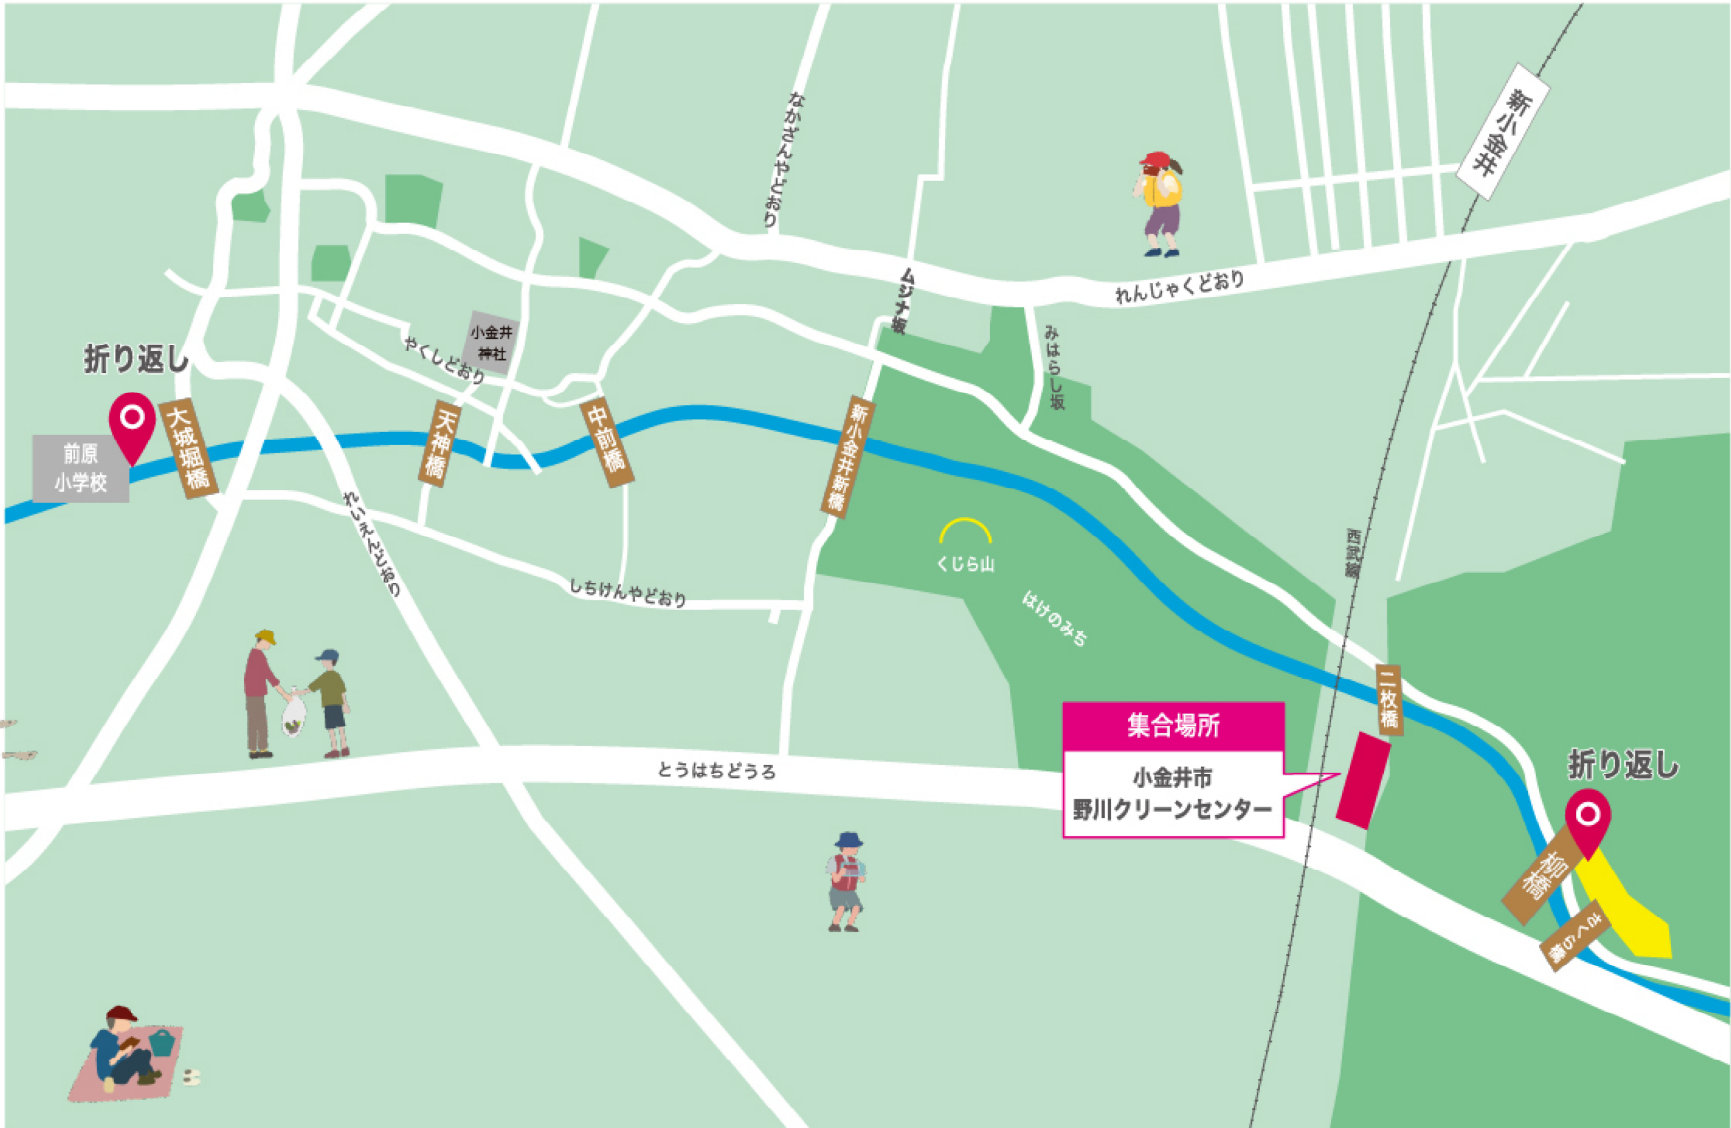 なかざんやどおり
新小金井
ムジナ坂
れんじゃくどおり
みはらし坂
小金井
神社
やくしどおり
折り返し
大城堀橋
天神橋
中前橋
新小金井新橋
前原
小学校
れいえんどおり
くじら山
西武線
しちけんやどおり
はけのみち
二枚橋
集合場所
小金井市
野川クリーンセンター
とうはちどうろ
折り返し
柳橋
さくら橋